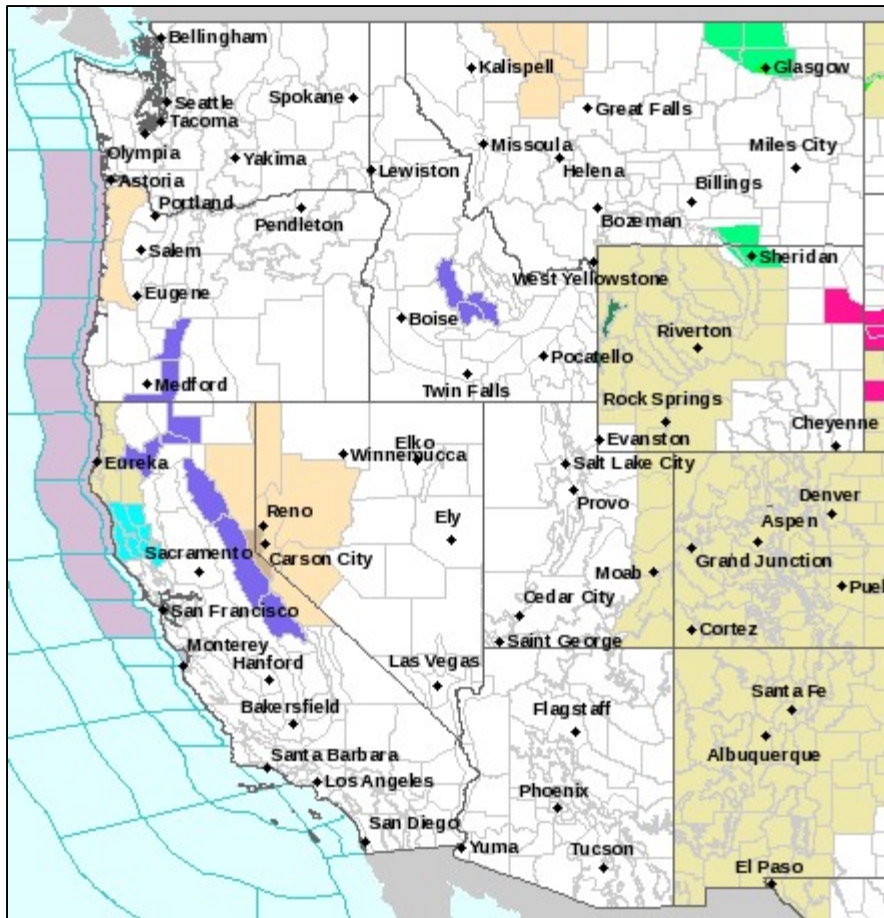 Bellingham
Kalispell
Glasgow
Seattle
Spokane
Tacoma
Great Falls
Olympia
Yakima
Missoula
Helena
Miles City
Astoria
Lewiston
Billings
Portland
Pendleton
Bozeman
Salem
West Yellowstone
Sheridan
Eugene
Boise
Riverton
Medford
Pocatello
Twin Falls
Rock Springs
Cheyenne
Eureka
Winnemucca
Elko
Evanston
Salt Lake City
Provo
Denver
Reno
Ely
Aspen
Sacramento
Carson City
Grand Junction
Moab
Pueb
San Francisco
Cedar City
Cortez
Monterey
Saint George
Hanford
Las Vegas
Bakersfield
Flagstaff
Santa Fe
Albuquerque
Santa Barbara
Los Angeles
Phoenix
San Diego
Yuma
Tucson
El Paso